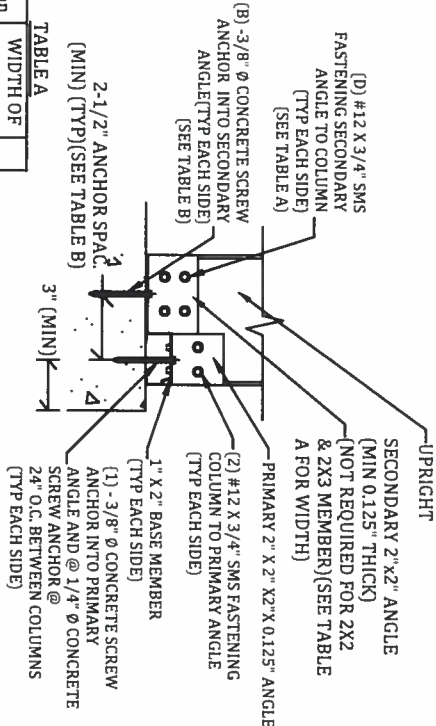 UPRIGHT
SECONDARY 2"x2" ANGLE
(MIN 0.125" THICK)
(NOT REQUIRED FOR 2X2
& 2X3 MEMBER)(SEE TABLE
A FOR WIDTH)
PRIMARY 2" X 2" X2"X 0.125" ANGLE
(2) #12 X 3/4" SMS FASTENING
COLUMN TO PRIMARY ANGLE
(TYP EACH SIDE)
1" X 2" BASE MEMBER
(TYP EACH SIDE)
(1) - 3/8" Ø CONCRETE SCREW
ANCHOR INTO PRIMARY
ANGLE AND @ 1/4" Ø CONCRETE
SCREW ANCHOR @
24" O.C. BETWEEN COLUMNS
(TYP EACH SIDE)
(D) #12 X 3/4" SMS
FASTENING SECONDARY
ANGLE TO COLUMN
(TYP EACH SIDE)
(SEE TABLE A)
(B) -3/8" Ø CONCRETE SCREW
ANCHOR INTO SECONDARY
ANGLE(TYP EACH SIDE)
(SEE TABLE B)
2-1/2" ANCHOR SPAC.
(MIN) (TYP)(SEE TABLE B)
3" (MIN)
TABLE A
WIDTH OF